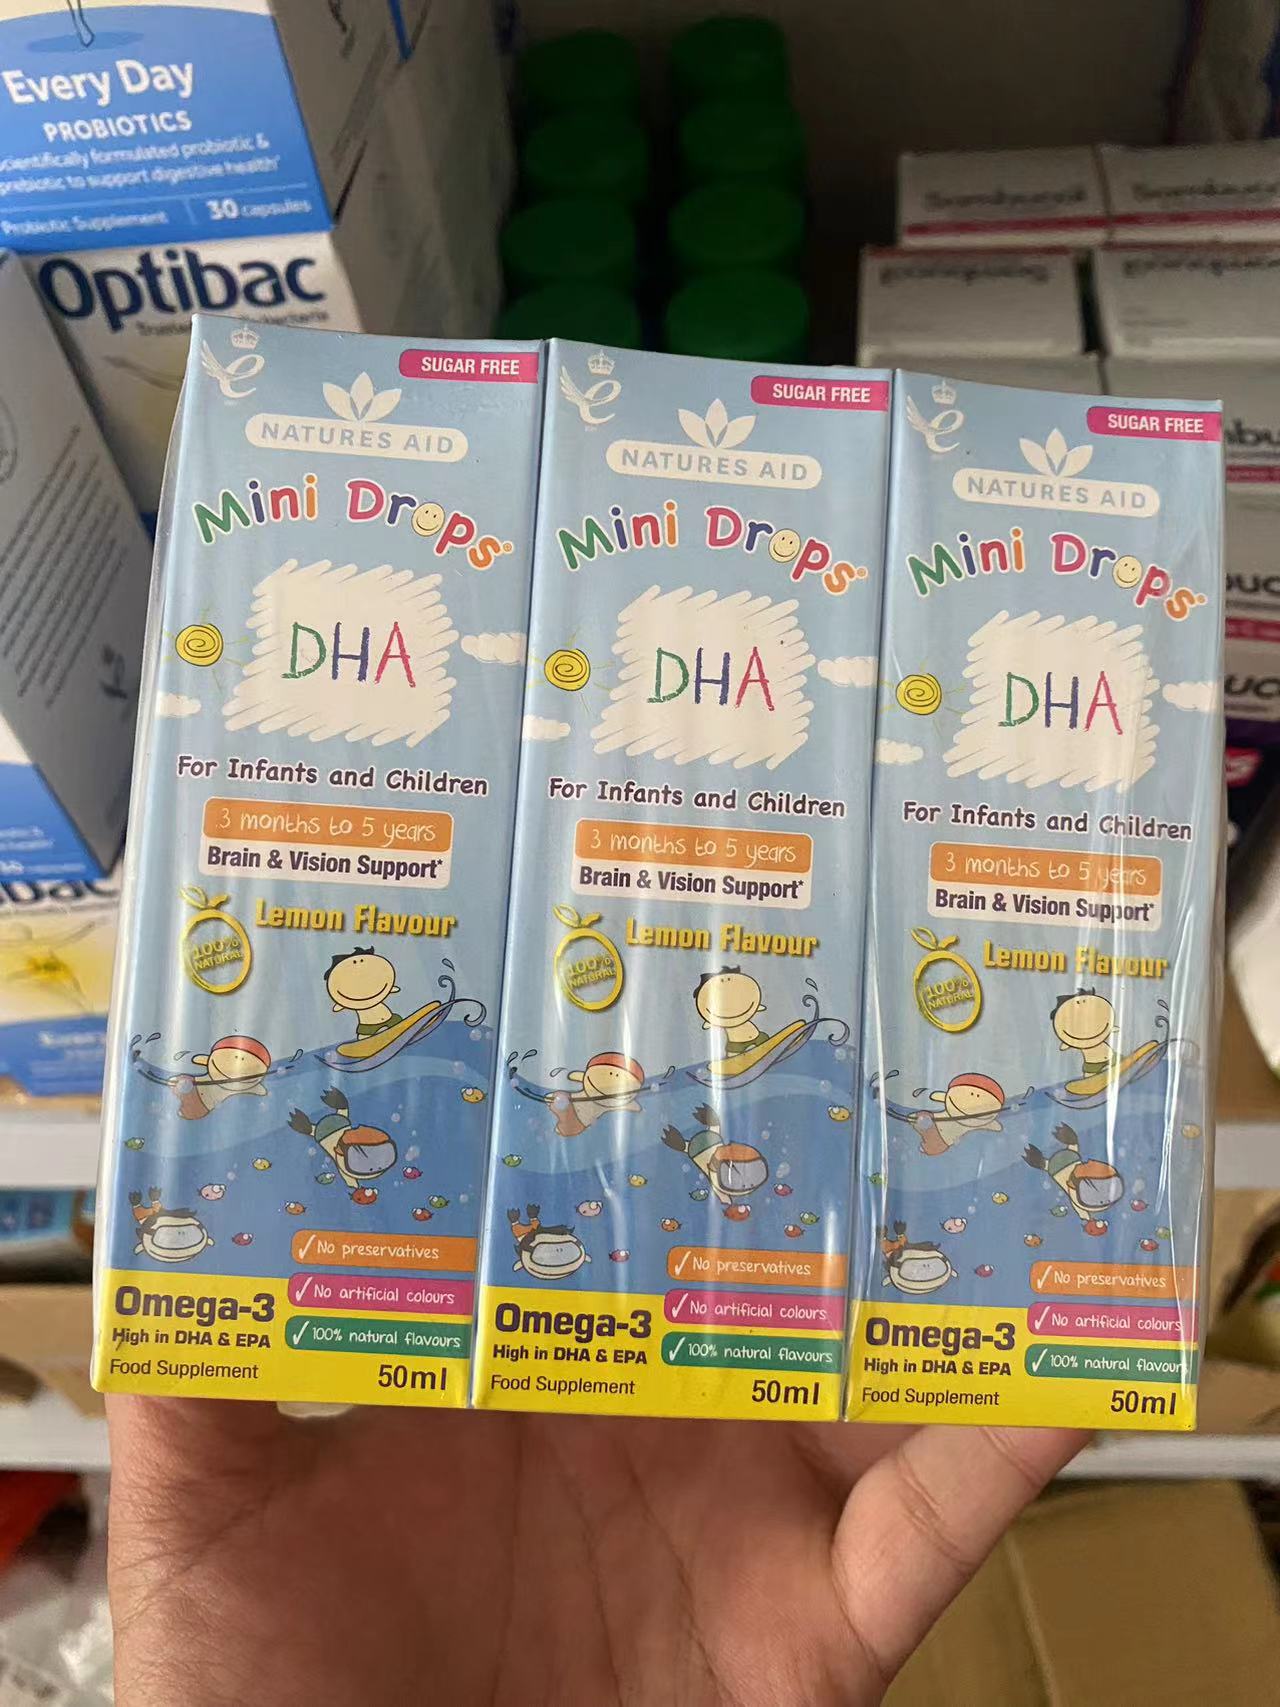 Every Day
PROBIOTICS
Scientifically formulated probiotic &
prebiotic to support digestive health
Probiotic Supplement
30 capsules
Optibac
SUGAR FREE
NATURES AID
Mini Drops®
DHA
For Infants and Children
3 months to 5 years
Brain & Vision Support*
100%
NATURAL
Lemon Flavour
✓ No preservatives
✓ No artificial colours
✓ 100% natural flavours
Omega-3
High in DHA & EPA
Food Supplement
50ml
SUGAR FREE
NATURES AID
Mini Drops®
DHA
For Infants and Children
3 months to 5 years
Brain & Vision Support*
100%
NATURAL
Lemon Flavour
✓ No preservatives
✓ No artificial colours
✓ 100% natural flavours
Omega-3
High in DHA & EPA
Food Supplement
50ml
SUGAR FREE
NATURES AID
Mini Drops®
DHA
For Infants and Children
3 months to 5 years
Brain & Vision Support*
100%
NATURAL
Lemon Flavour
✓ No preservatives
✓ No artificial colours
✓ 100% natural flavours
Omega-3
High in DHA & EPA
Food Supplement
50ml